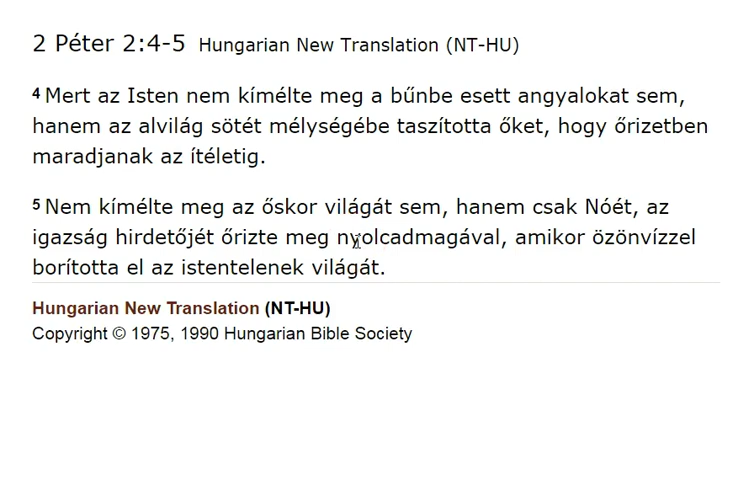 2 Péter 2:4-5 Hungarian New Translation (NT-HU)
4 Mert az Isten nem kímélte meg a bűnbe esett angyalokat sem,
hanem az alvilág sötét mélységébe taszította őket, hogy őrizetben
maradjanak az ítéletig.
5 Nem kímélte meg az őskor világát sem, hanem csak Nóét, az
igazság hirdetőjét őrizte meg nyolcadmagával, amikor özönvízzel
borította el az istentelenek világát.
Hungarian New Translation (NT-HU)
Copyright © 1975, 1990 Hungarian Bible Society